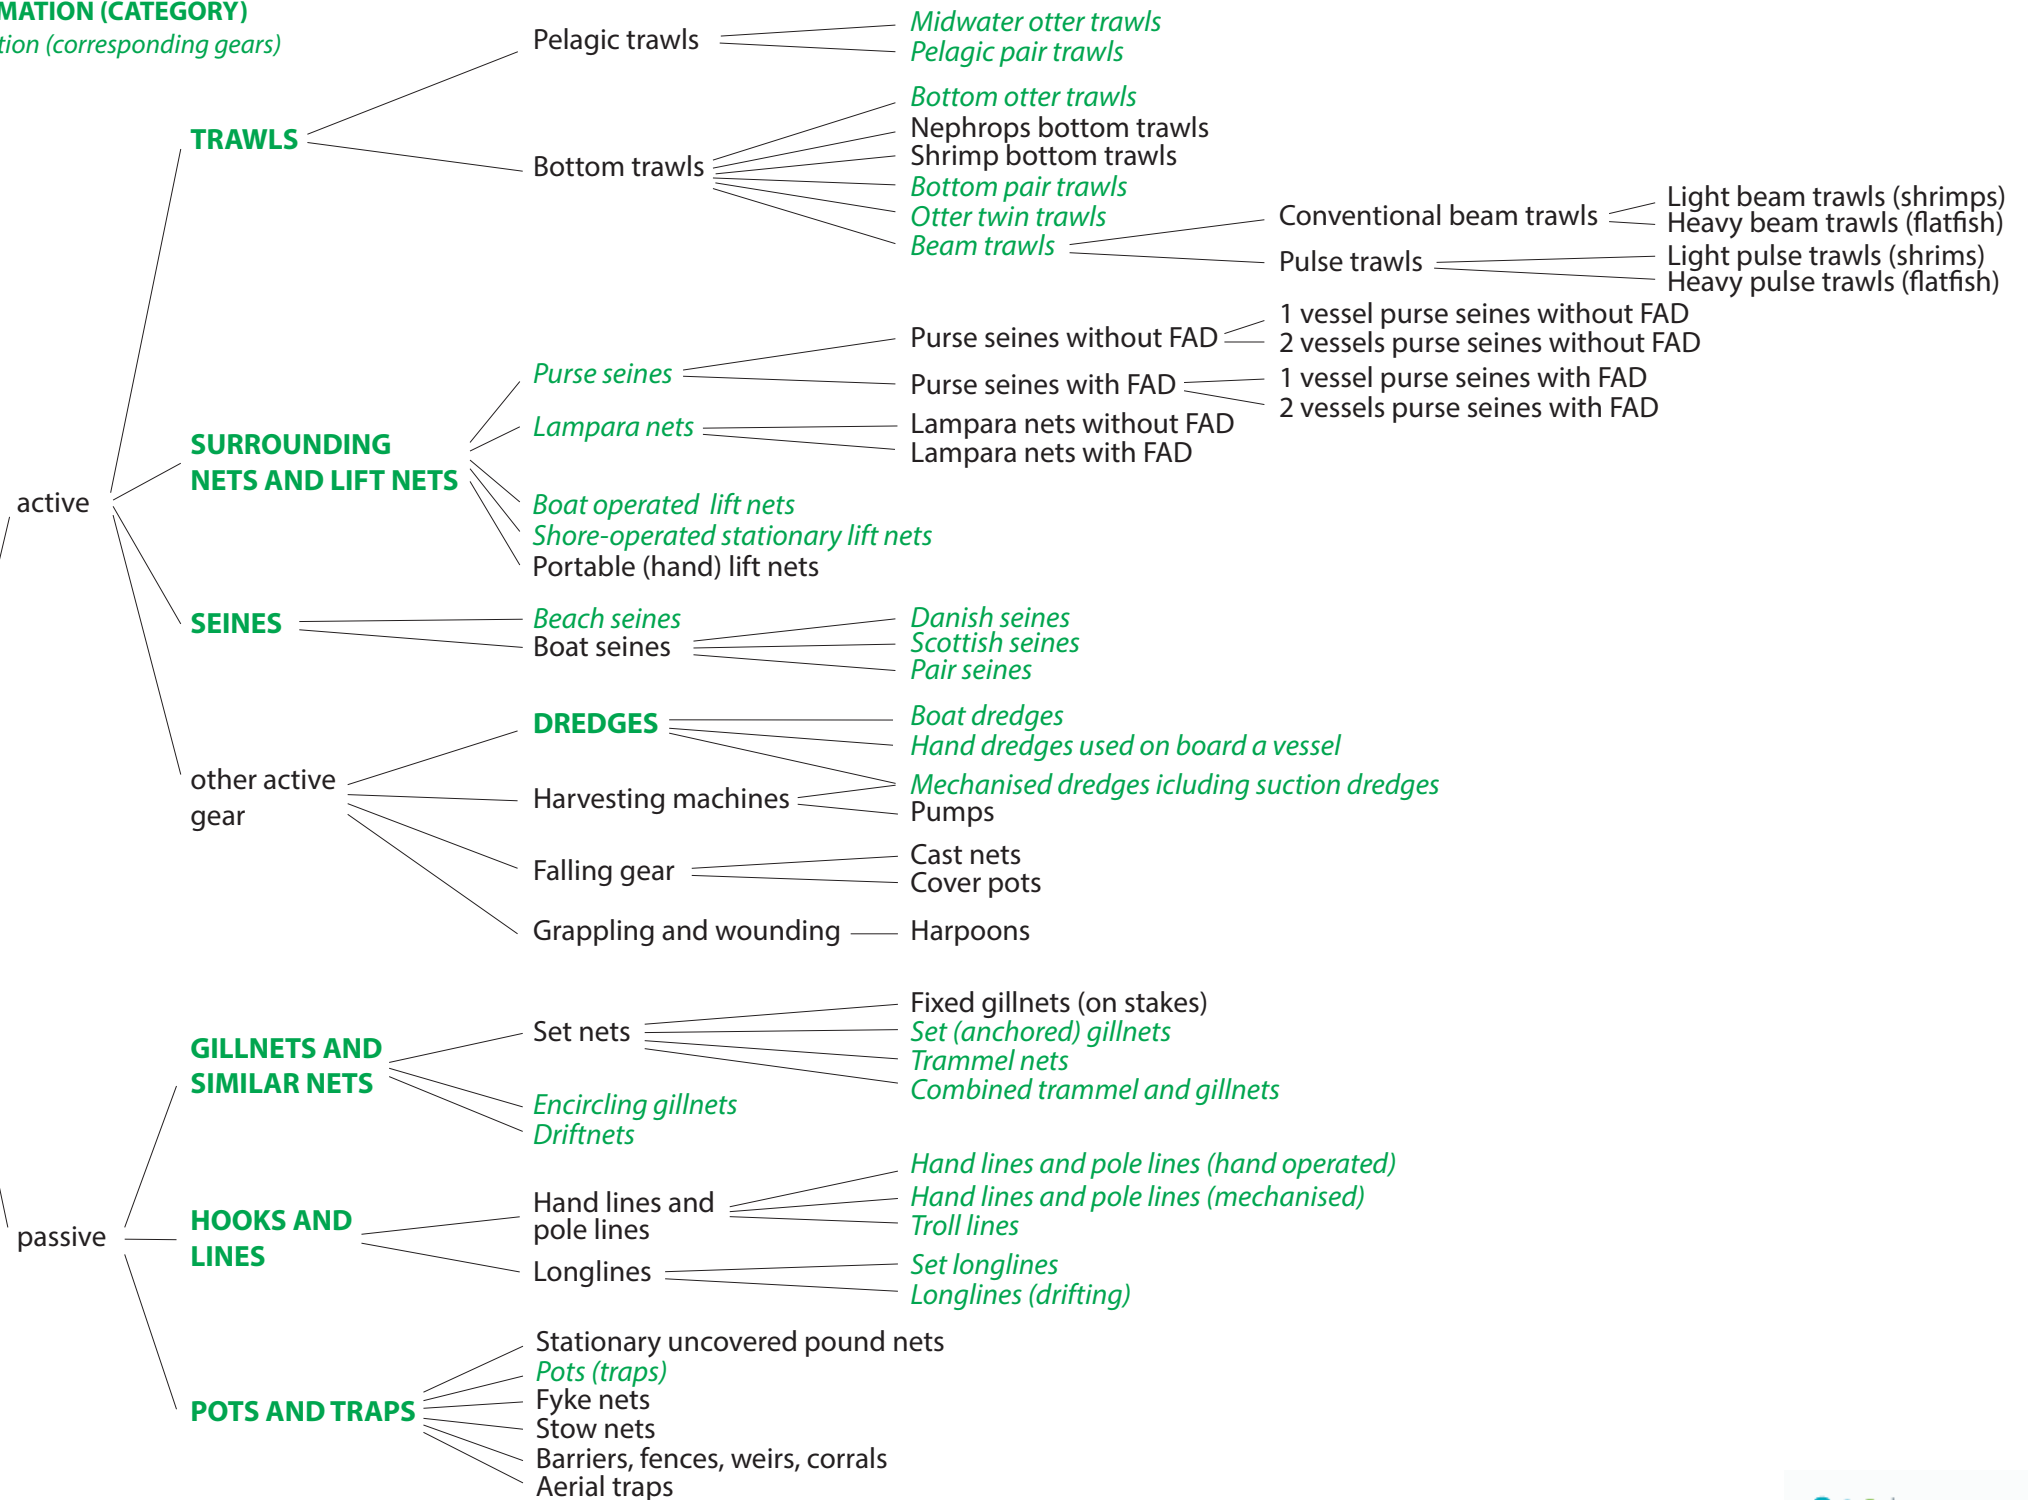 MATION (CATEGORY)
tion (corresponding gears)
active
TRAWLS
Pelagic trawls
Midwater otter trawls
Pelagic pair trawls
Bottom trawls
Bottom otter trawls
Nephrops bottom trawls
Shrimp bottom trawls
Bottom pair trawls
Otter twin trawls
Beam trawls
Conventional beam trawls
Light beam trawls (shrimps)
Heavy beam trawls (flatfish)
Pulse trawls
Light pulse trawls (shrims)
Heavy pulse trawls (flatfish)
SURROUNDING
NETS AND LIFT NETS
Purse seines
Purse seines without FAD
1 vessel purse seines without FAD
2 vessels purse seines without FAD
Purse seines with FAD
1 vessel purse seines with FAD
2 vessels purse seines with FAD
Lampara nets
Lampara nets without FAD
Lampara nets with FAD
Boat operated lift nets
Shore-operated stationary lift nets
Portable (hand) lift nets
SEINES
Beach seines
Boat seines
Danish seines
Scottish seines
Pair seines
other active
gear
DREDGES
Boat dredges
Hand dredges used on board a vessel
Mechanised dredges icluding suction dredges
Harvesting machines
Pumps
Falling gear
Cast nets
Cover pots
Grappling and wounding
Harpoons
passive
GILLNETS AND
SIMILAR NETS
Set nets
Fixed gillnets (on stakes)
Set (anchored) gillnets
Trammel nets
Combined trammel and gillnets
Encircling gillnets
Driftnets
HOOKS AND
LINES
Hand lines and
pole lines
Hand lines and pole lines (hand operated)
Hand lines and pole lines (mechanised)
Troll lines
Longlines
Set longlines
Longlines (drifting)
POTS AND TRAPS
Stationary uncovered pound nets
Pots (traps)
Fyke nets
Stow nets
Barriers, fences, weirs, corrals
Aerial traps